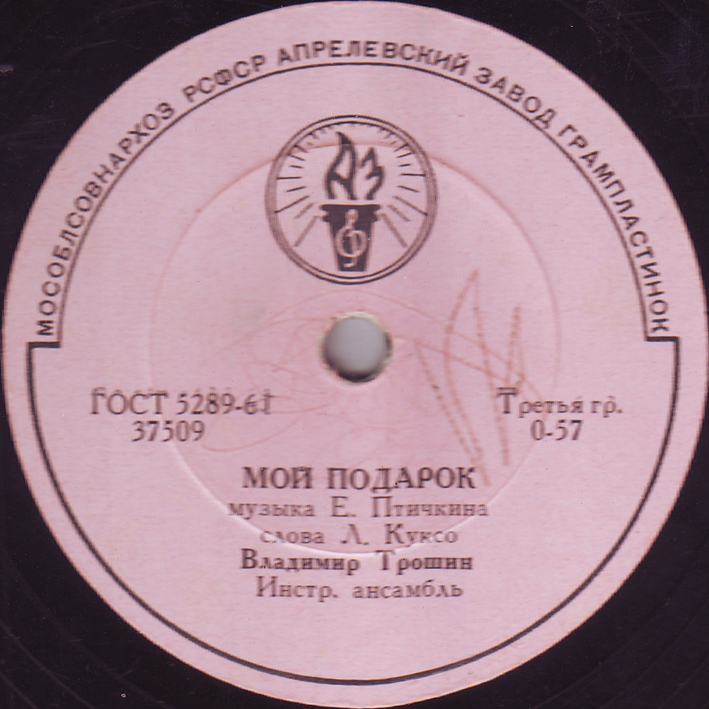 МОСОБЛСОВНАРХОЗ РСФСР АПРЕЛЕВСКИЙ ЗАВОД ГРАМПЛАСТИНОК
АЗ
ГОСТ 5289-61
37509
Третья гр.
0-57
МОЙ ПОДАРОК
музыка Е. Птичкина
слова Л. Куксо
Владимир Трошин
Инстр. ансамбль